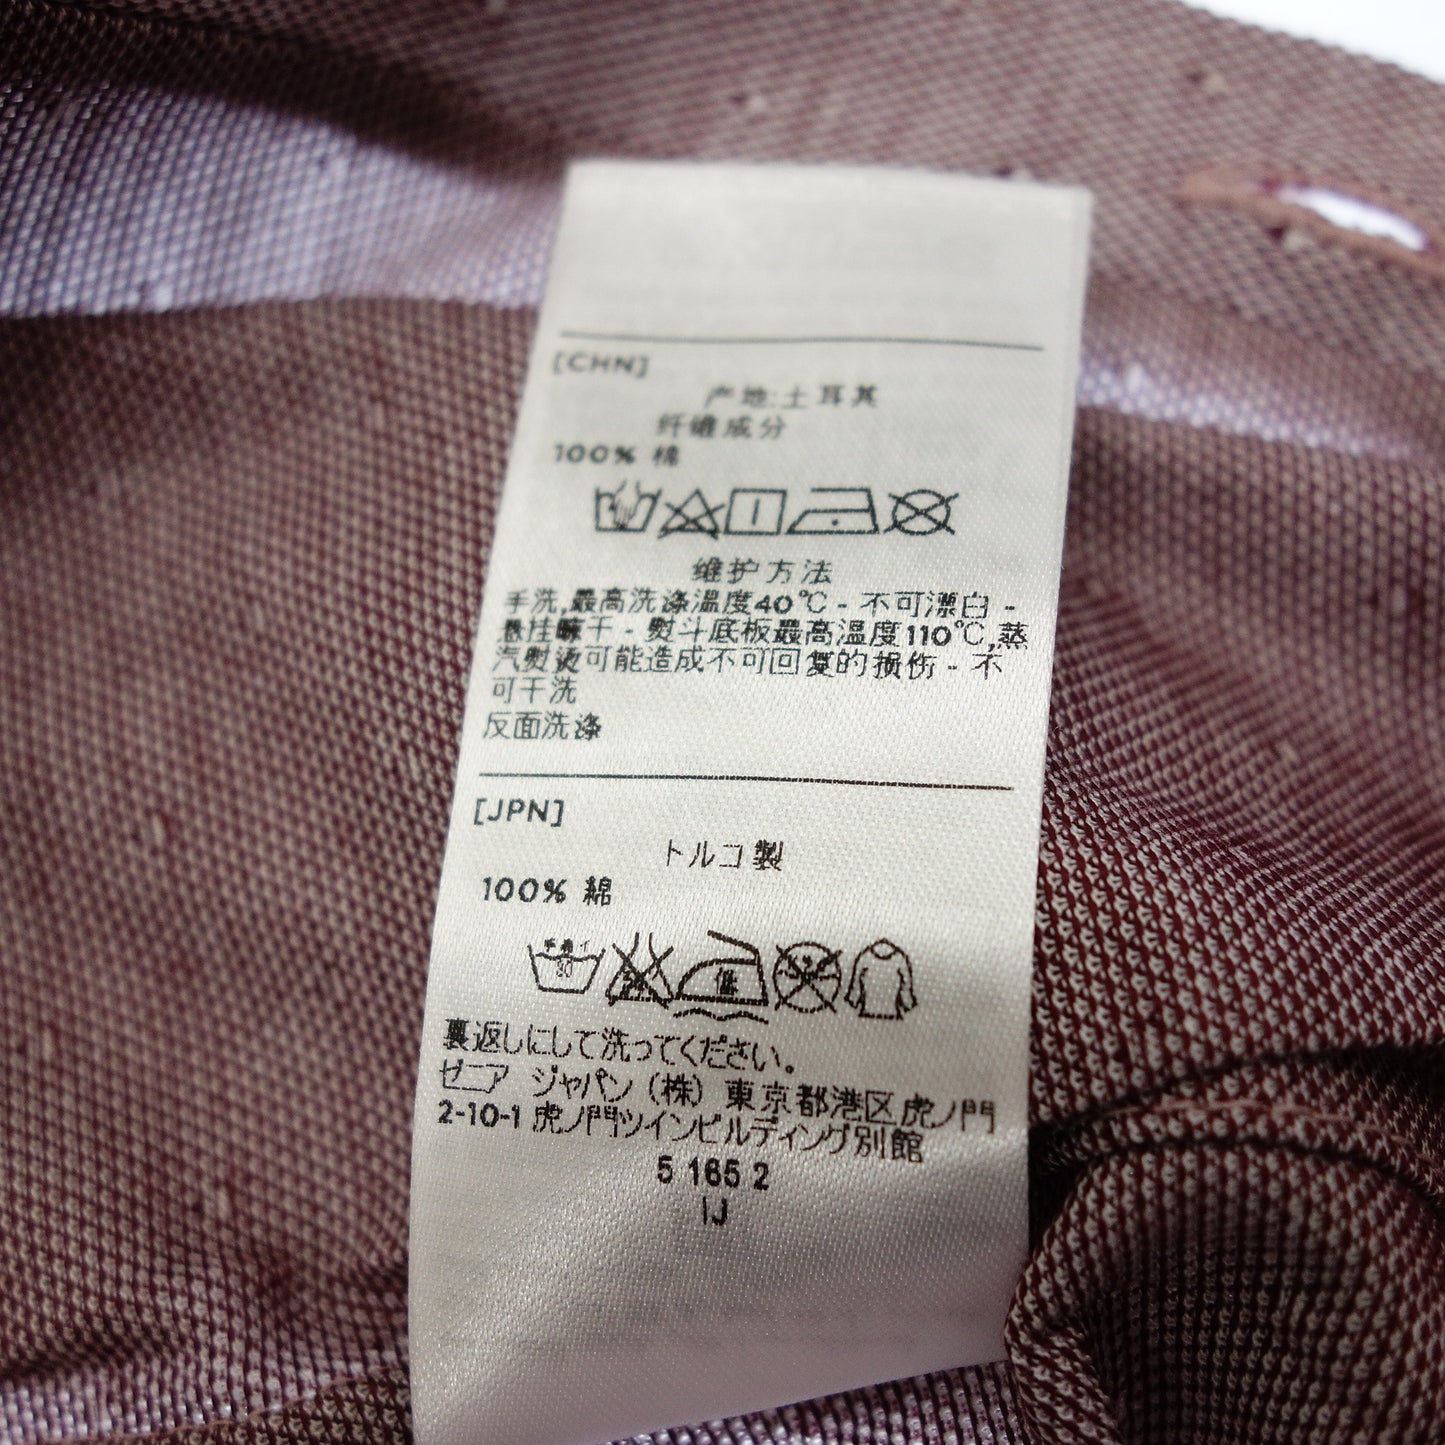 [CHN]
产地:土耳其
纤维成分
100% 棉
维护方法
手洗,最高洗涤温度40℃ - 不可漂白 -
悬挂晾干 - 熨斗底板最高温度110℃,蒸
汽熨烫可能造成不可回复的损伤 - 不
可干洗
反面洗涤
[JPN]
トルコ製
100% 綿
手洗イ
30
低
裏返しにして洗ってください。
ゼニア ジャパン (株) 東京都港区虎ノ門
2-10-1 虎ノ門ツインビルディング別館
5 165 2
IJ